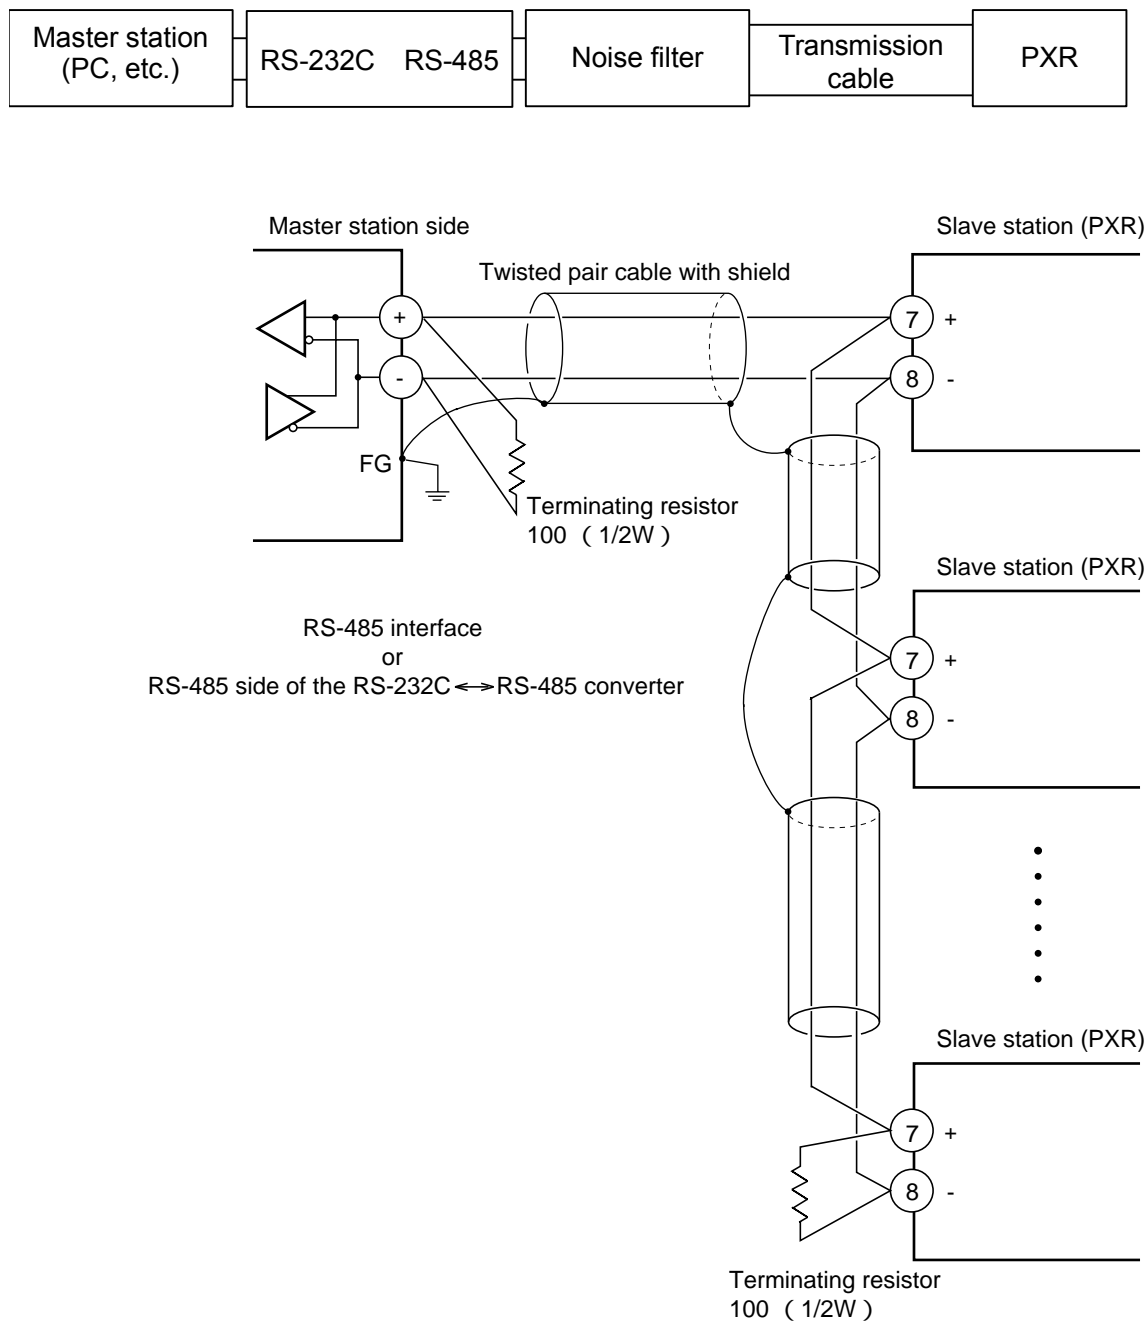 Master station
(PC, etc.)
RS-232C RS-485
Noise filter
Transmission
cable
PXR
Master station side
Slave station (PXR)
Twisted pair cable with shield
+
-
7 +
8 -
FG
Terminating resistor
100 ( 1/2W )
Slave station (PXR)
RS-485 interface
or
RS-485 side of the RS-232C ↔ RS-485 converter
7 +
8 -
Slave station (PXR)
7 +
8 -
Terminating resistor
100 ( 1/2W )